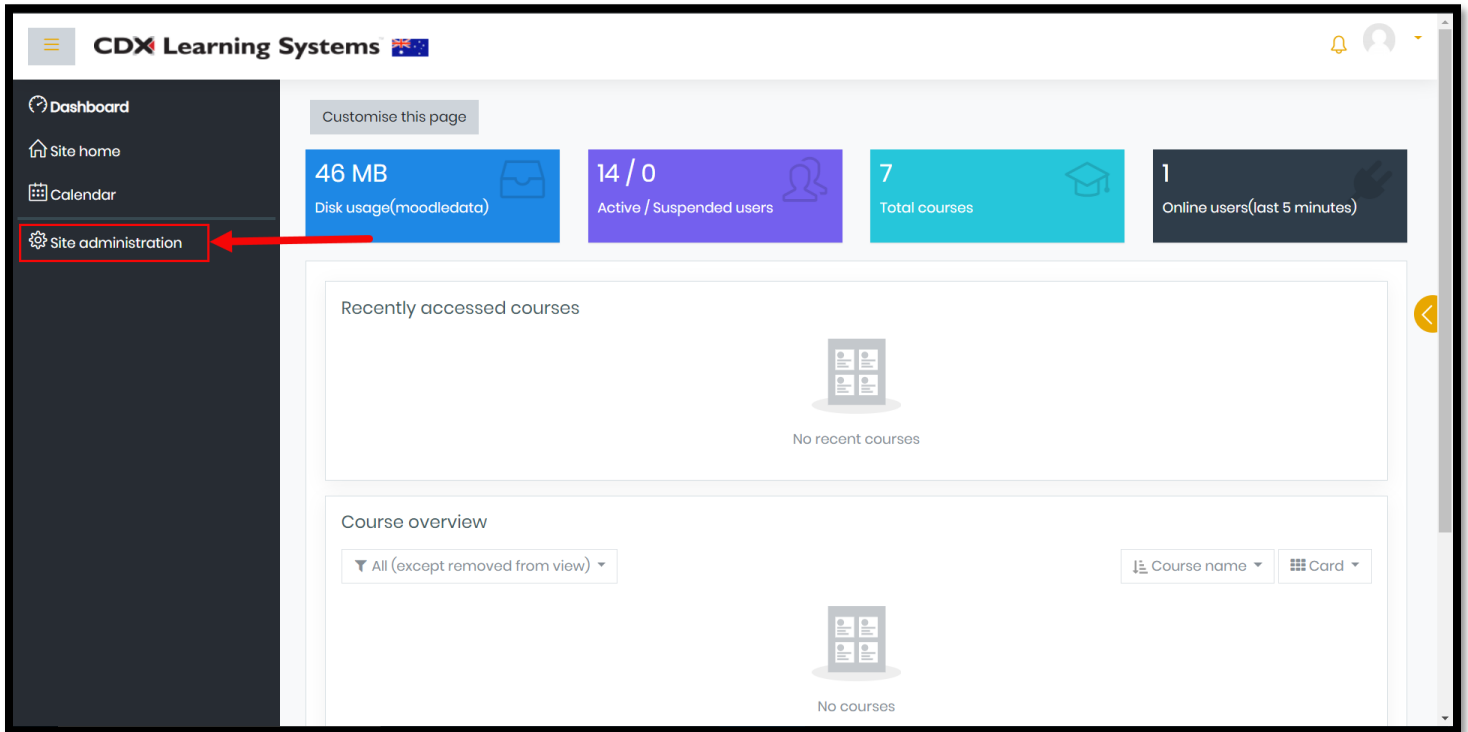 CDX Learning Systems
Dashboard
Site home
Calendar
Site administration
Customise this page
46 MB
Disk usage(moodledata)
14 / 0
Active / Suspended users
7
Total courses
1
Online users(last 5 minutes)
Recently accessed courses
No recent courses
Course overview
All (except removed from view)
Course name
Card
No courses